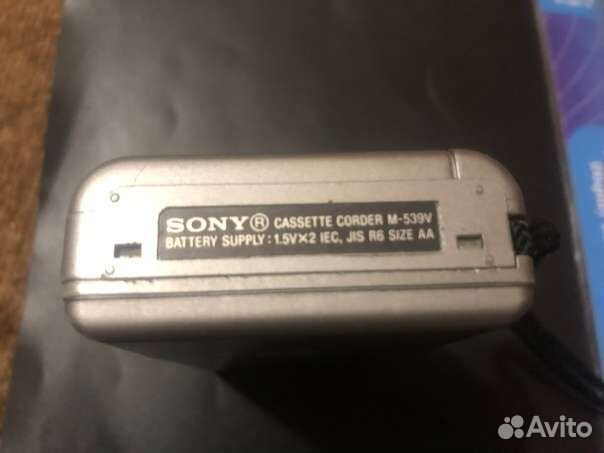 SONY® CASSETTE CORDER M-539V
BATTERY SUPPLY: 1.5V×2 IEC, JIS R6 SIZE AA
Avito